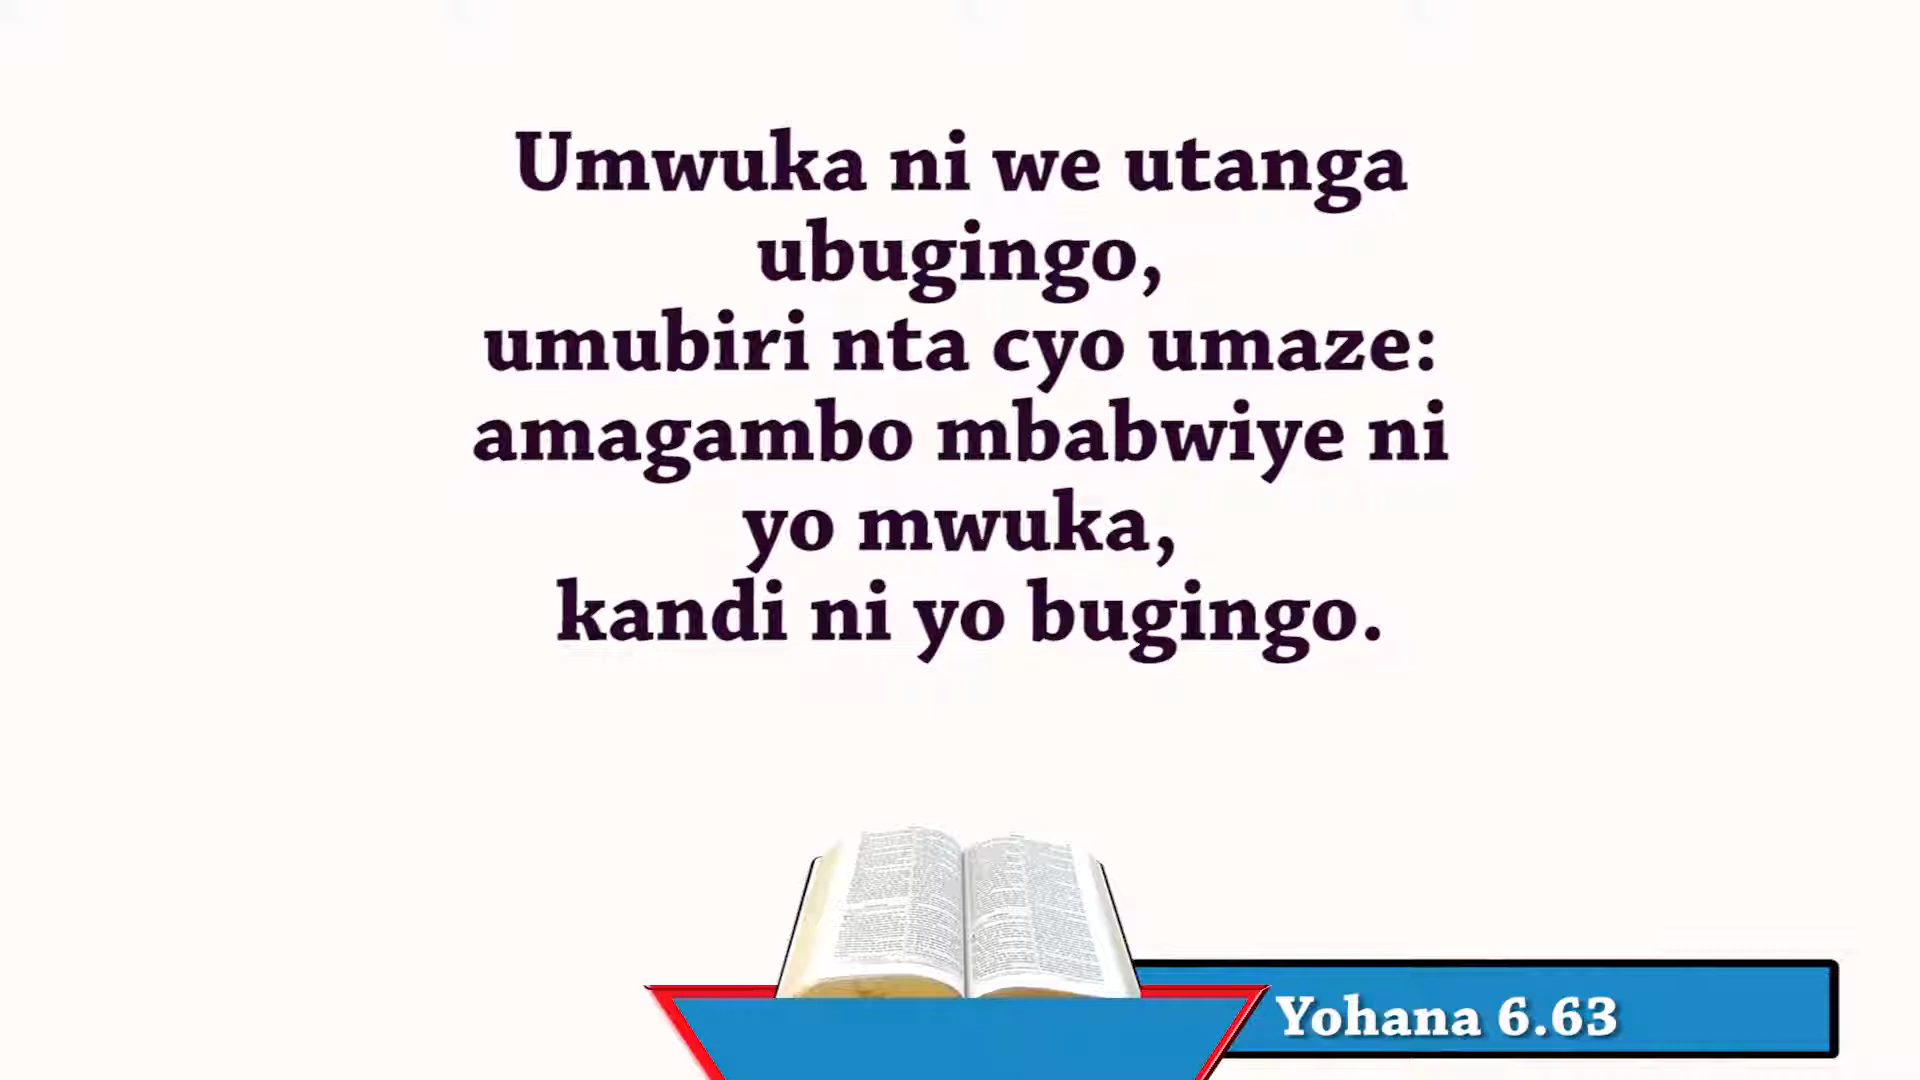 Umwuka ni we utanga
ubugingo,
umubiri nta cyo umaze:
amagambo mbabwiye ni
yo mwuka,
kandi ni yo bugingo.
Yohana 6.63